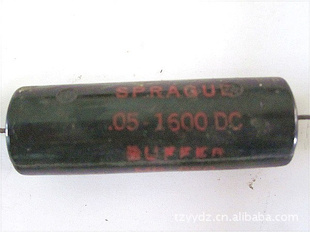 SPRAGUE
.05-1600 DC
BUFFER
czyydz.cn.alibaba.com